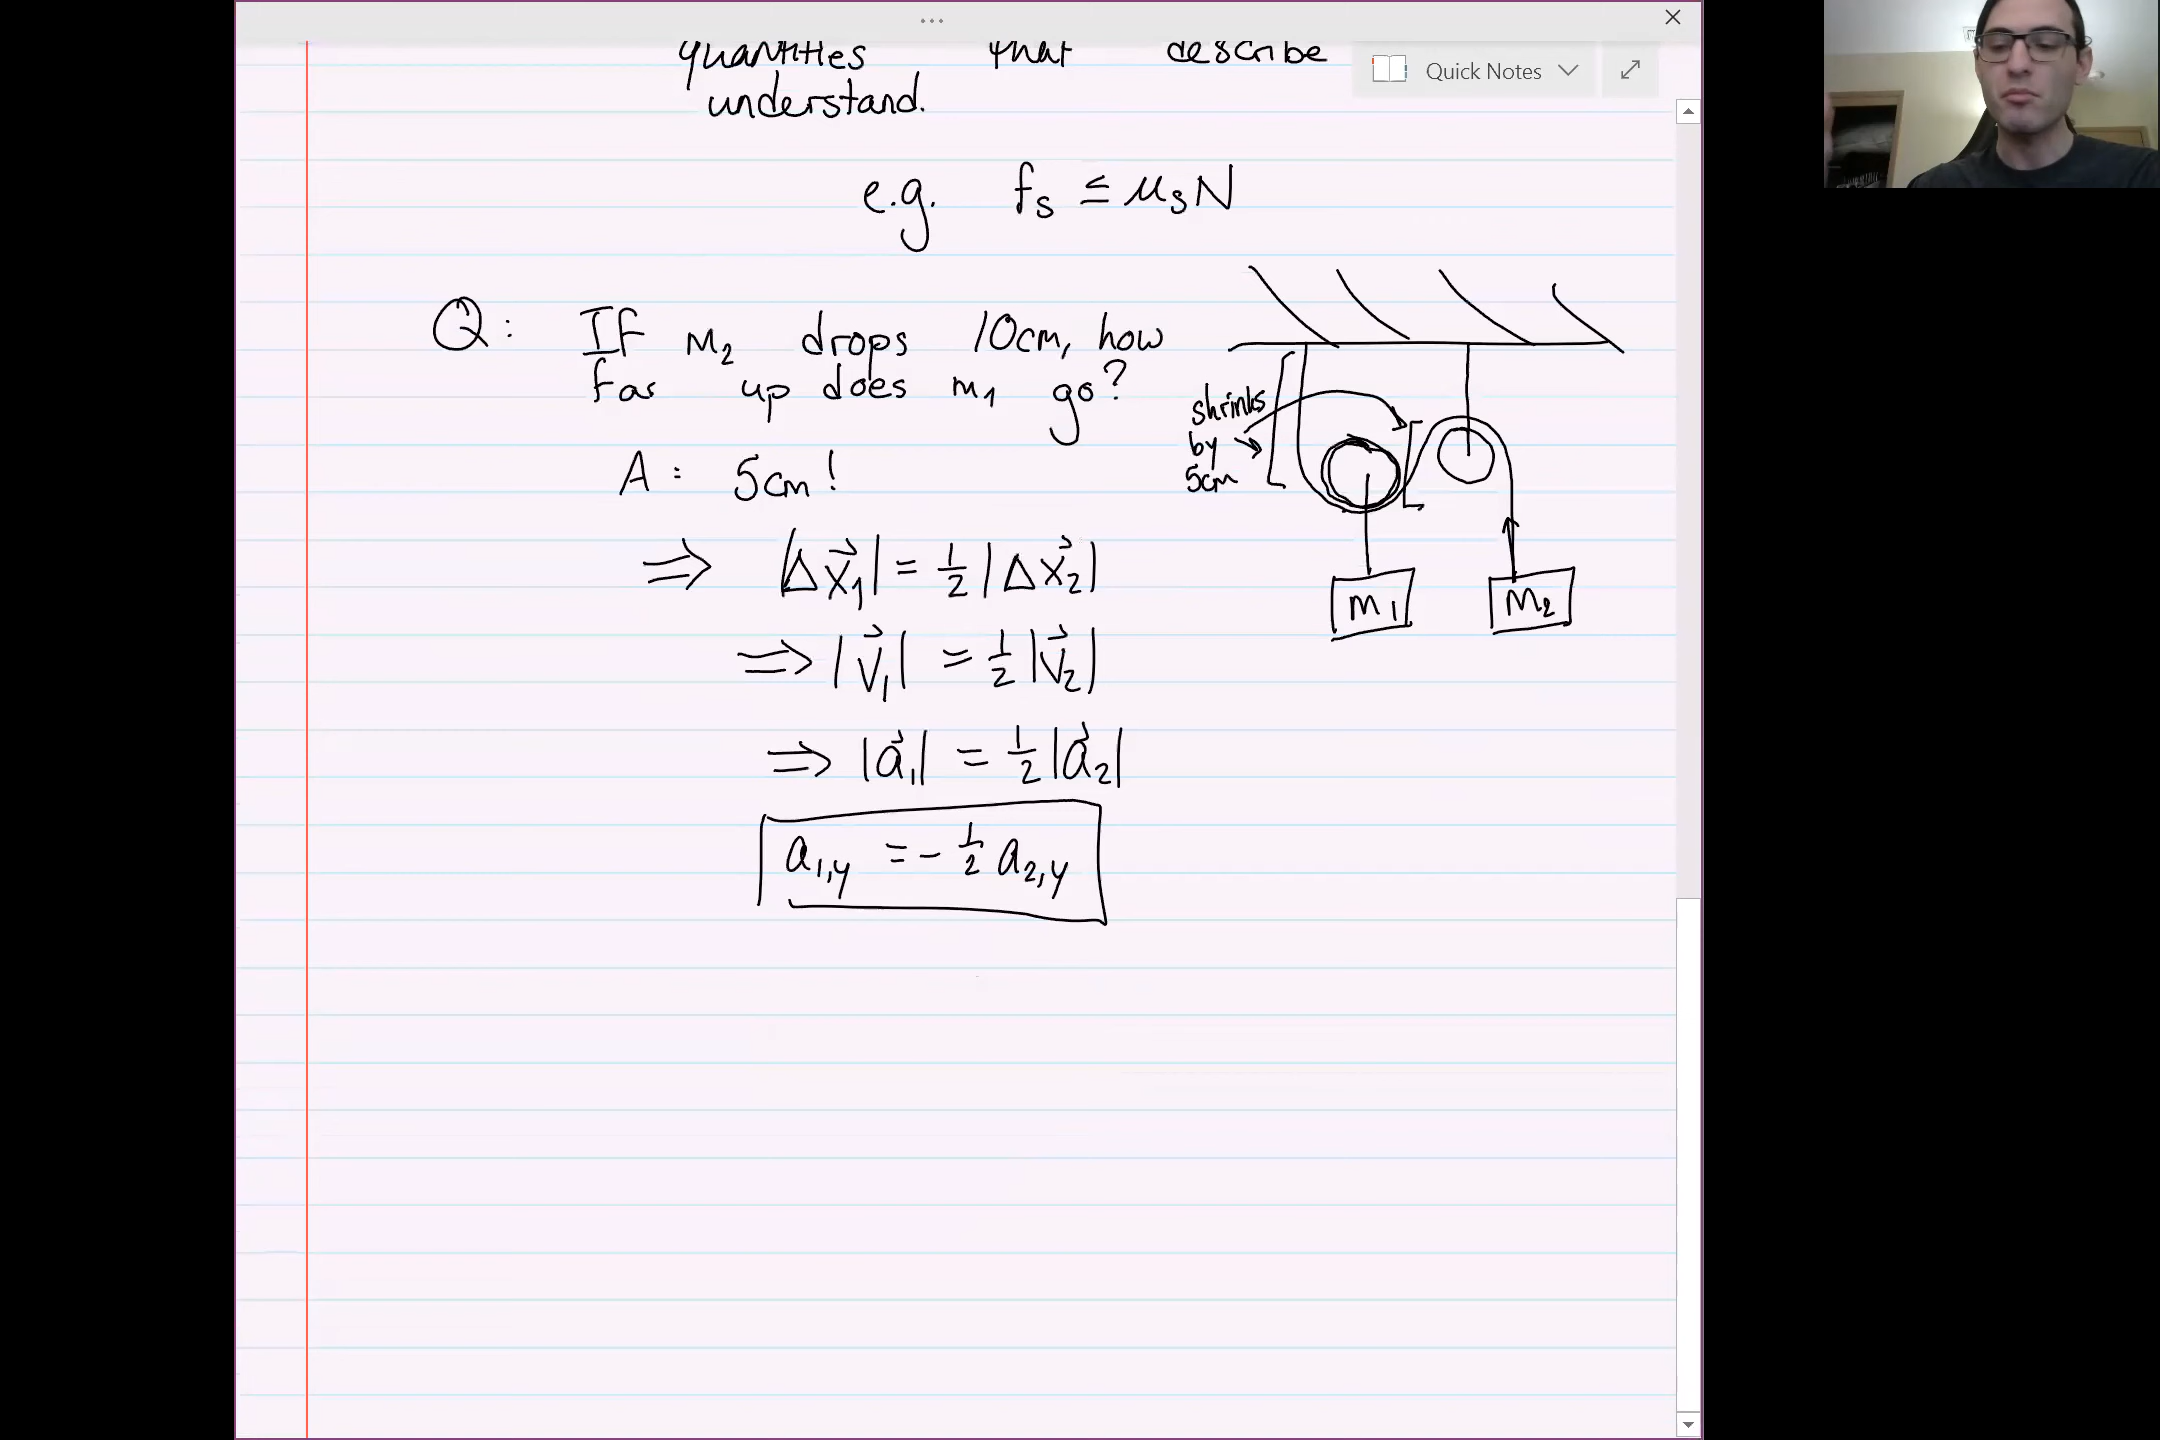 quantities that describe
Quick Notes
understand.
e.g. fs ≤ μsN
Q: If m₂ drops 10cm, how
far up does m₁ go?
A: 5cm!
shrinks
by
5cm
m₁
m₂
⇒ |Δx⃗₁| = ½ |Δx⃗₂|
⇒ |v⃗₁| = ½ |v⃗₂|
⇒ |a⃗₁| = ½ |a⃗₂|
a₁,y = - ½ a₂,y